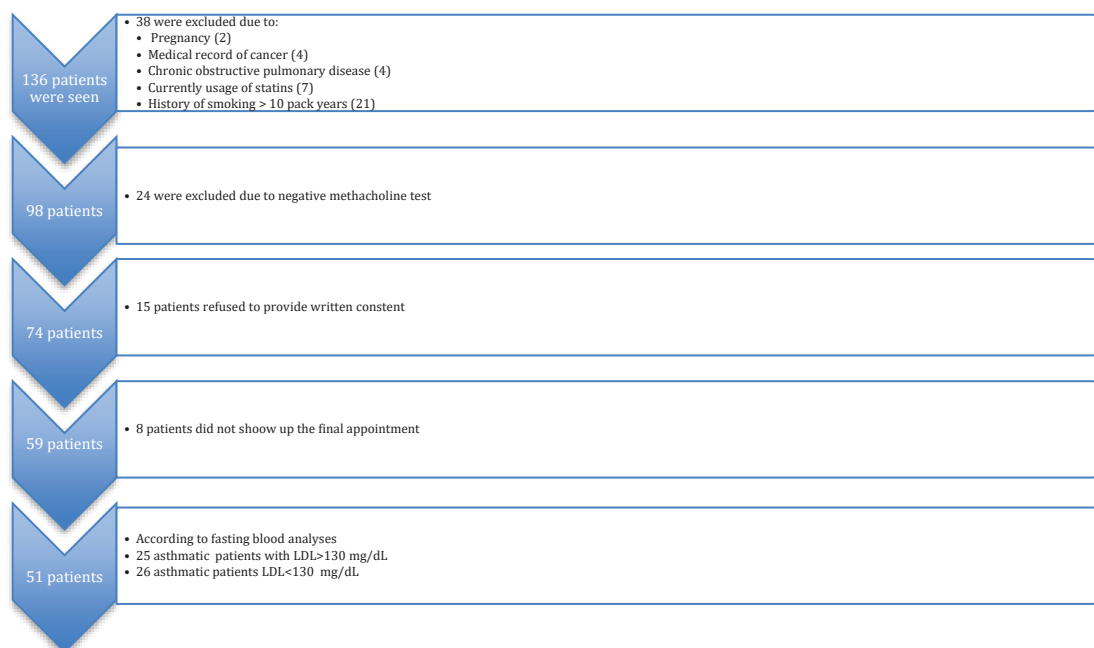 136 patients
were seen
• 38 were excluded due to:
• Pregnancy (2)
• Medical record of cancer (4)
• Chronic obstructive pulmonary disease (4)
• Currently usage of statins (7)
• History of smoking > 10 pack years (21)
98 patients
• 24 were excluded due to negative methacholine test
74 patients
• 15 patients refused to provide written constent
59 patients
• 8 patients did not shoow up the final appointment
51 patients
• According to fasting blood analyses
• 25 asthmatic patients with LDL>130 mg/dL
• 26 asthmatic patients LDL<130 mg/dL